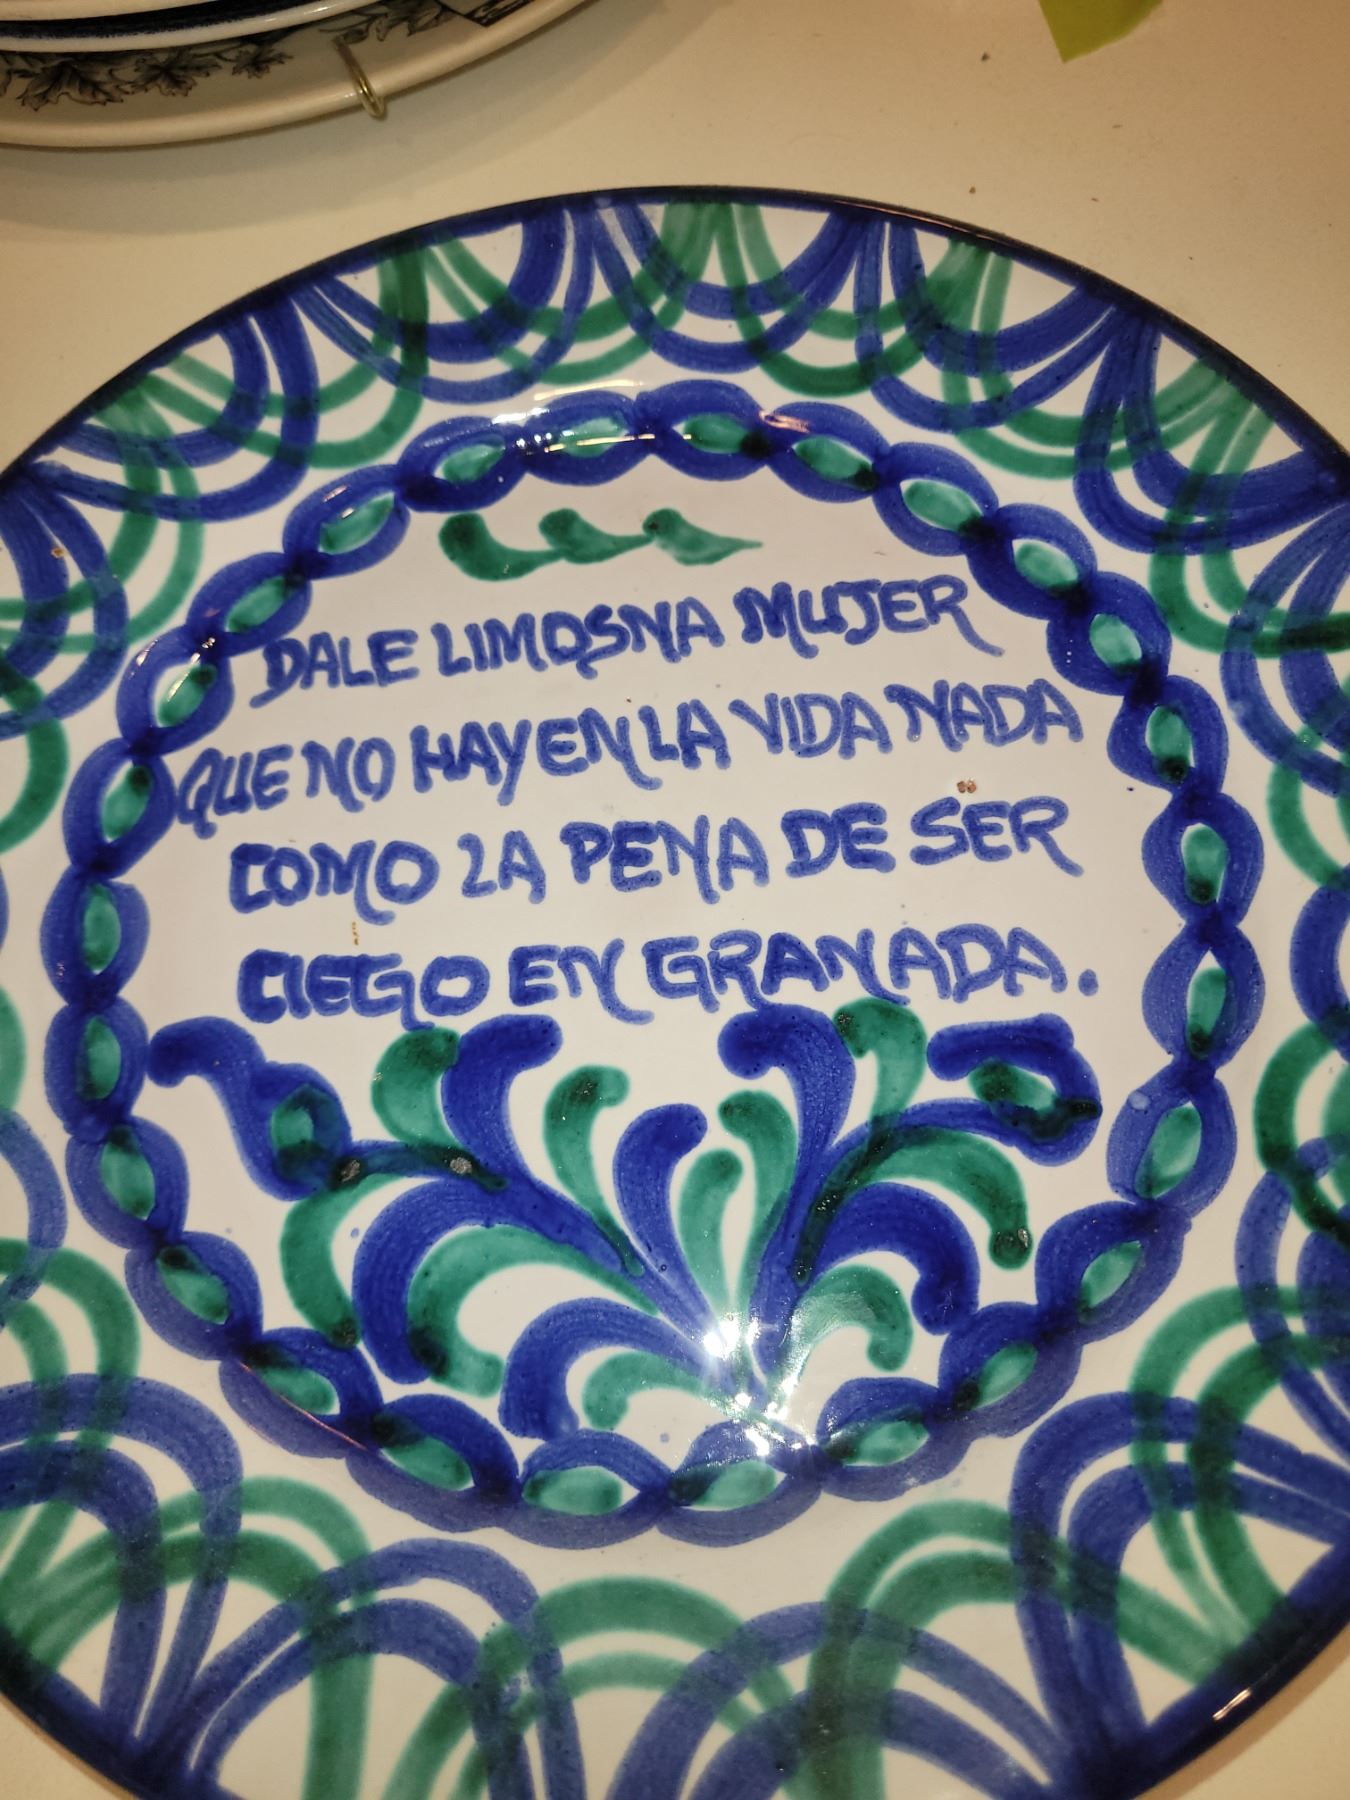 DALE LIMOSNA MUJER
QUE NO HAY EN LA VIDA NADA
COMO LA PENA DE SER
CIEGO EN GRANADA.